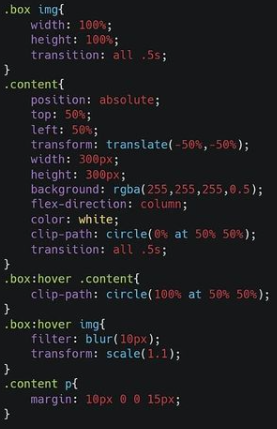 .box img{
width: 100%;
height: 100%;
transition: all .5s;
}
.content{
position: absolute;
top: 50%;
left: 50%;
transform: translate(-50%,-50%);
width: 300px;
height: 300px;
background: rgba(255,255,255,0.5);
flex-direction: column;
color: white;
clip-path: circle(0% at 50% 50%);
transition: all .5s;
}
.box:hover .content{
clip-path: circle(100% at 50% 50%);
}
.box:hover img{
filter: blur(10px);
transform: scale(1.1);
}
.content p{
margin: 10px 0 0 15px;
}